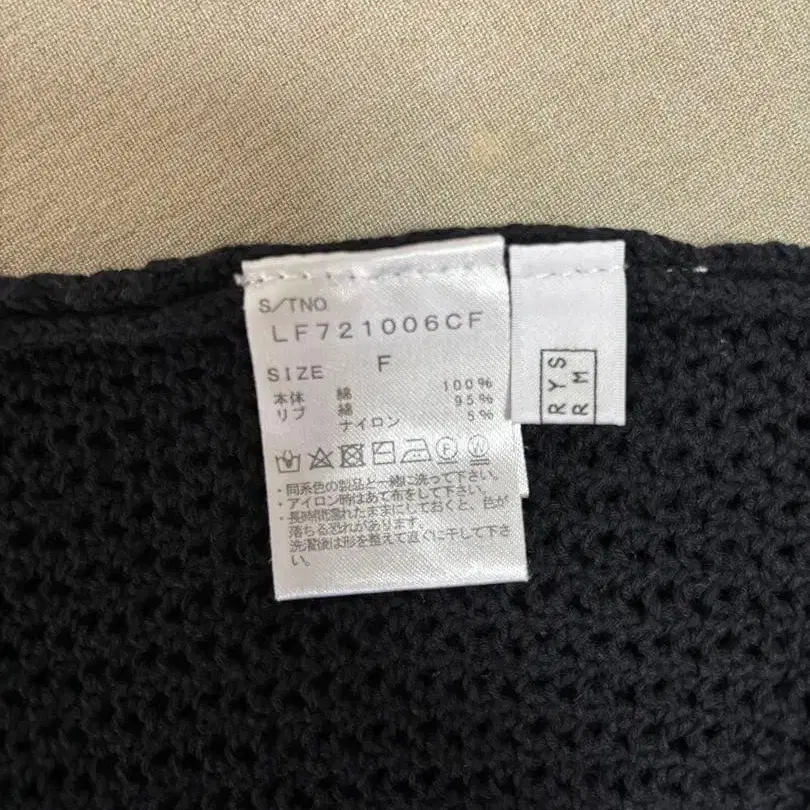 S/TNO.
LF721006CF
SIZE F
本体 綿 100%
リブ 綿 95%
ナイロン 5%
・同系色の製品と一緒に洗って下さい。
・アイロン時はあて布をして下さい。
・長時間濡れたままにしておくと、色が
落ちる恐れがあります。
洗濯後は形を整えて直ぐに干して下さ
い。
RYS
RM